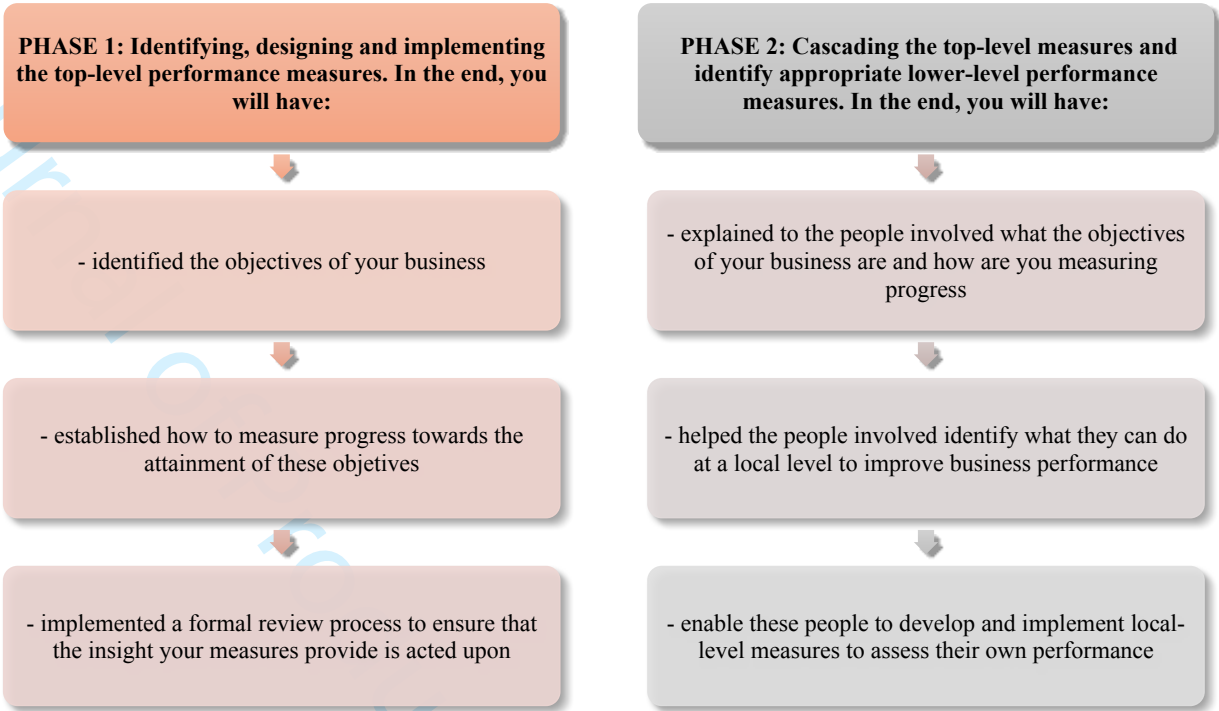 PHASE 1: Identifying, designing and implementing
the top-level performance measures. In the end, you
will have:
- identified the objectives of your business
- established how to measure progress towards the
attainment of these objetives
- implemented a formal review process to ensure that
the insight your measures provide is acted upon
PHASE 2: Cascading the top-level measures and
identify appropriate lower-level performance
measures. In the end, you will have:
- explained to the people involved what the objectives
of your business are and how are you measuring
progress
- helped the people involved identify what they can do
at a local level to improve business performance
- enable these people to develop and implement local-
level measures to assess their own performance